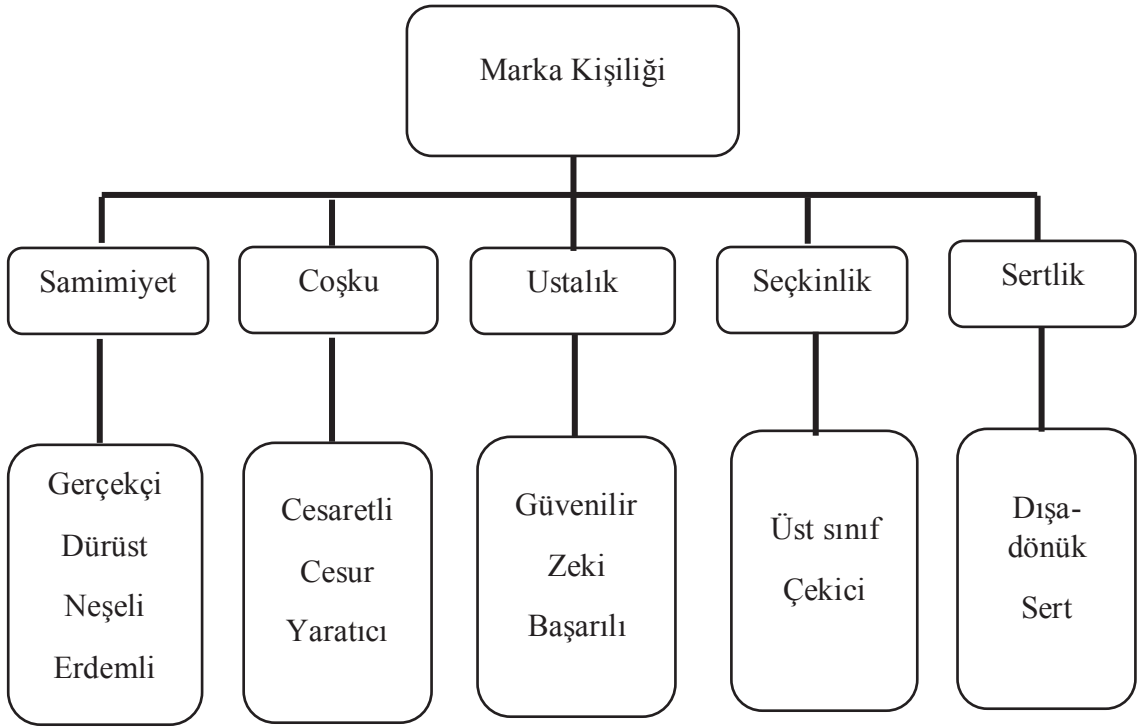 Marka Kişiliği
Samimiyet
Coşku
Ustalık
Seçkinlik
Sertlik
Gerçekçi
Dürüst
Neşeli
Erdemli
Cesaretli
Cesur
Yaratıcı
Güvenilir
Zeki
Başarılı
Üst sınıf
Çekici
Dışa-
dönük
Sert